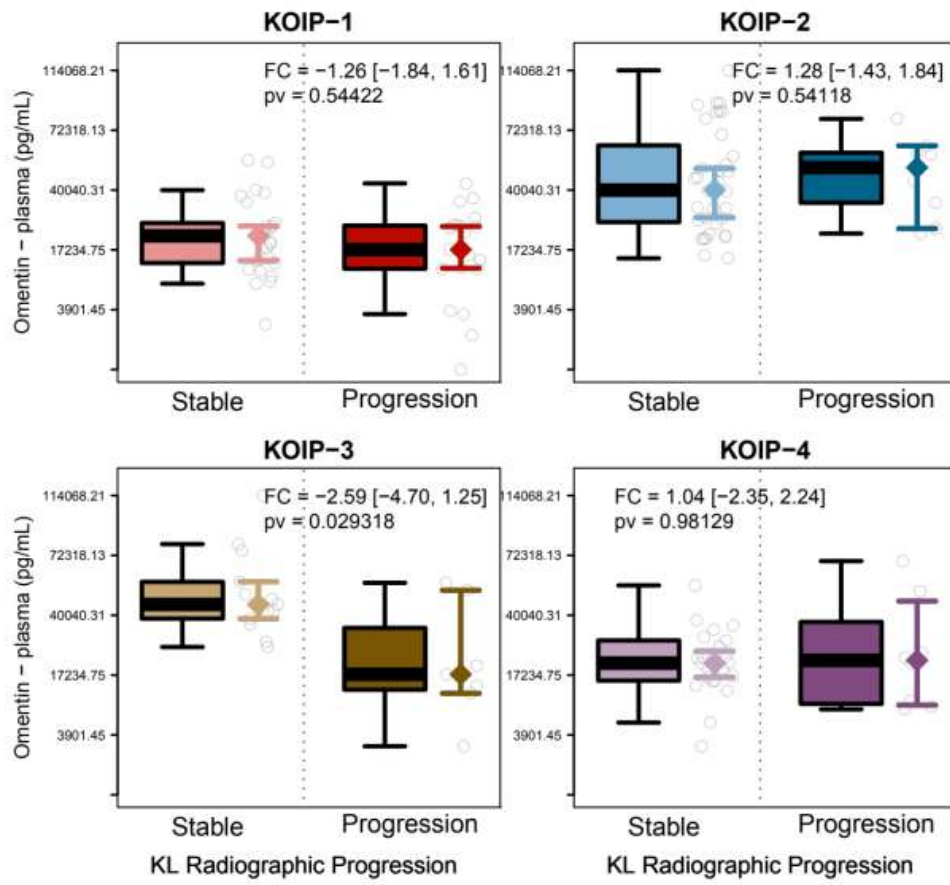 KOIP−1
KOIP−2
Omentin − plasma (pg/mL)
114068.21
72318.13
40040.31
17234.75
3901.45
FC = −1.26 [−1.84, 1.61]
pv = 0.54422
Stable
Progression
114068.21
72318.13
40040.31
17234.75
3901.45
FC = 1.28 [−1.43, 1.84]
pv = 0.54118
Stable
Progression
KOIP−3
KOIP−4
Omentin − plasma (pg/mL)
114068.21
72318.13
40040.31
17234.75
3901.45
FC = −2.59 [−4.70, 1.25]
pv = 0.029318
Stable
Progression
KL Radiographic Progression
114068.21
72318.13
40040.31
17234.75
3901.45
FC = 1.04 [−2.35, 2.24]
pv = 0.98129
Stable
Progression
KL Radiographic Progression